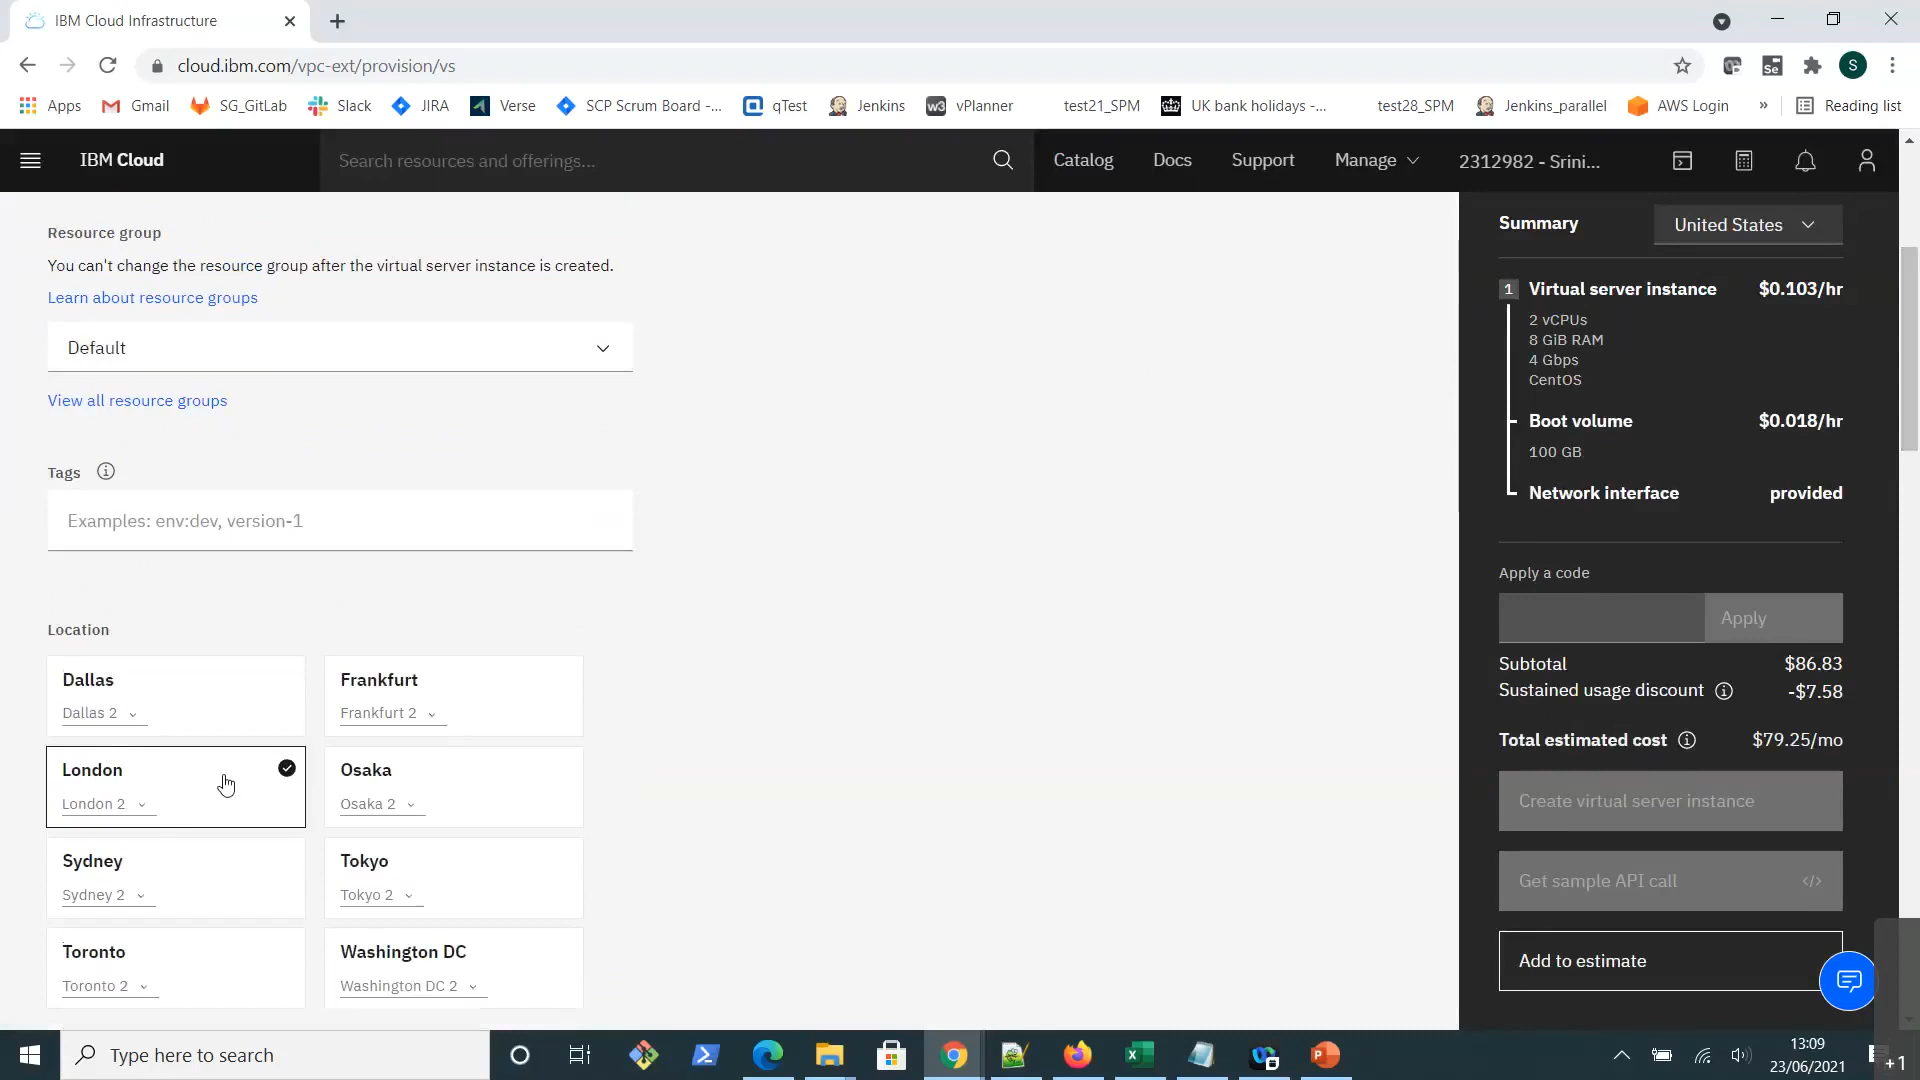 IBM Cloud Infrastructure
cloud.ibm.com/vpc-ext/provision/vs
S
Apps
Gmail
SG_GitLab
Slack
JIRA
Verse
SCP Scrum Board -...
qTest
Jenkins
vPlanner
test21_SPM
UK bank holidays -...
test28_SPM
Jenkins_parallel
AWS Login
»
Reading list
IBM Cloud
Search resources and offerings...
Catalog
Docs
Support
Manage
2312982 - Srini...
Resource group
You can't change the resource group after the virtual server instance is created.
Learn about resource groups
Default
View all resource groups
Tags
Examples: env:dev, version-1
Location
Dallas
Dallas 2
Frankfurt
Frankfurt 2
London
London 2
Osaka
Osaka 2
Sydney
Sydney 2
Tokyo
Tokyo 2
Toronto
Toronto 2
Washington DC
Washington DC 2
Summary
United States
1 Virtual server instance $0.103/hr
2 vCPUs
8 GiB RAM
4 Gbps
CentOS
Boot volume $0.018/hr
100 GB
Network interface provided
Apply a code
Apply
Subtotal $86.83
Sustained usage discount -$7.58
Total estimated cost $79.25/mo
Create virtual server instance
Get sample API call </>
Add to estimate
Type here to search
13:09
23/06/2021
+1